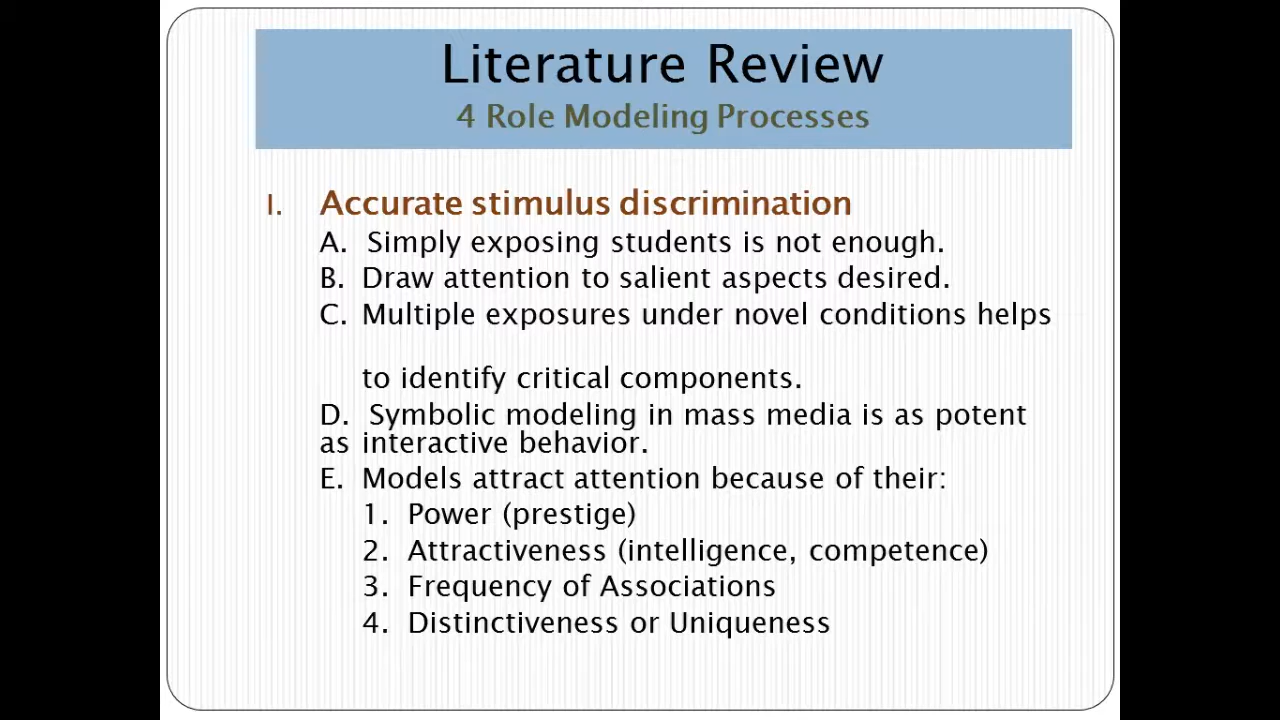 Literature Review
4 Role Modeling Processes
I. Accurate stimulus discrimination
A. Simply exposing students is not enough.
B. Draw attention to salient aspects desired.
C. Multiple exposures under novel conditions helps
to identify critical components.
D. Symbolic modeling in mass media is as potent
as interactive behavior.
E. Models attract attention because of their:
1. Power (prestige)
2. Attractiveness (intelligence, competence)
3. Frequency of Associations
4. Distinctiveness or Uniqueness